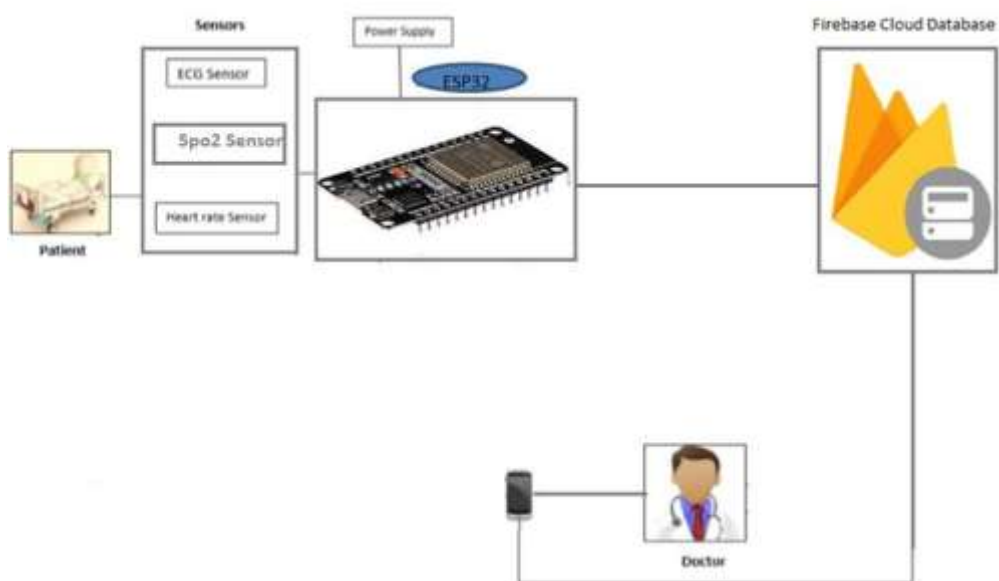 Sensors
Power Supply
Firebase Cloud Database
ECG Sensor
ESP32
Spo2 Sensor
Heart rate Sensor
Patient
Doctor